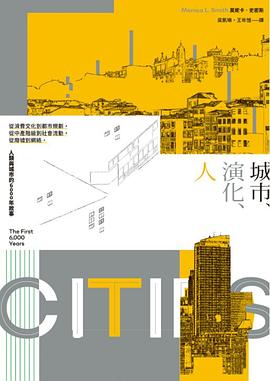 Monica L. Smith 莫妮卡·史密斯
吳凱琳、王年愷——譯
從消費文化到都市規劃，
從中產階級到社會流動，
從廢墟到網絡，
人類與城市的6000年故事
The First
6,000
Years
城市、
演化、
人
CITIES